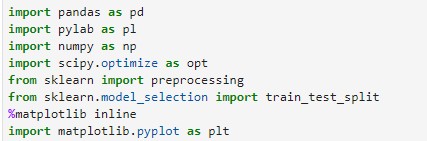 import pandas as pd
import pylab as pl
import numpy as np
import scipy.optimize as opt
from sklearn import preprocessing
from sklearn.model_selection import train_test_split
%matplotlib inline
import matplotlib.pyplot as plt